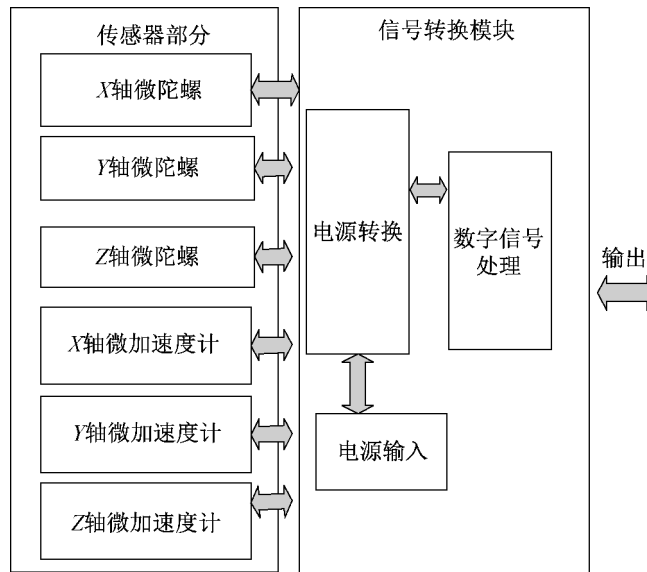 传感器部分
X轴微陀螺
Y轴微陀螺
Z轴微陀螺
X轴微加速度计
Y轴微加速度计
Z轴微加速度计
信号转换模块
电源转换
数字信号
处理
电源输入
输出